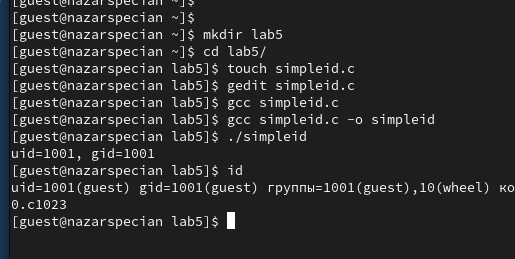 [guest@nazarspecian ~]$
[guest@nazarspecian ~]$
[guest@nazarspecian ~]$ mkdir lab5
[guest@nazarspecian ~]$ cd lab5/
[guest@nazarspecian lab5]$ touch simpleid.c
[guest@nazarspecian lab5]$ gedit simpleid.c
[guest@nazarspecian lab5]$ gcc simpleid.c
[guest@nazarspecian lab5]$ gcc simpleid.c -o simpleid
[guest@nazarspecian lab5]$ ./simpleid
uid=1001, gid=1001
[guest@nazarspecian lab5]$ id
uid=1001(guest) gid=1001(guest) группы=1001(guest),10(wheel) ко
0.c1023
[guest@nazarspecian lab5]$